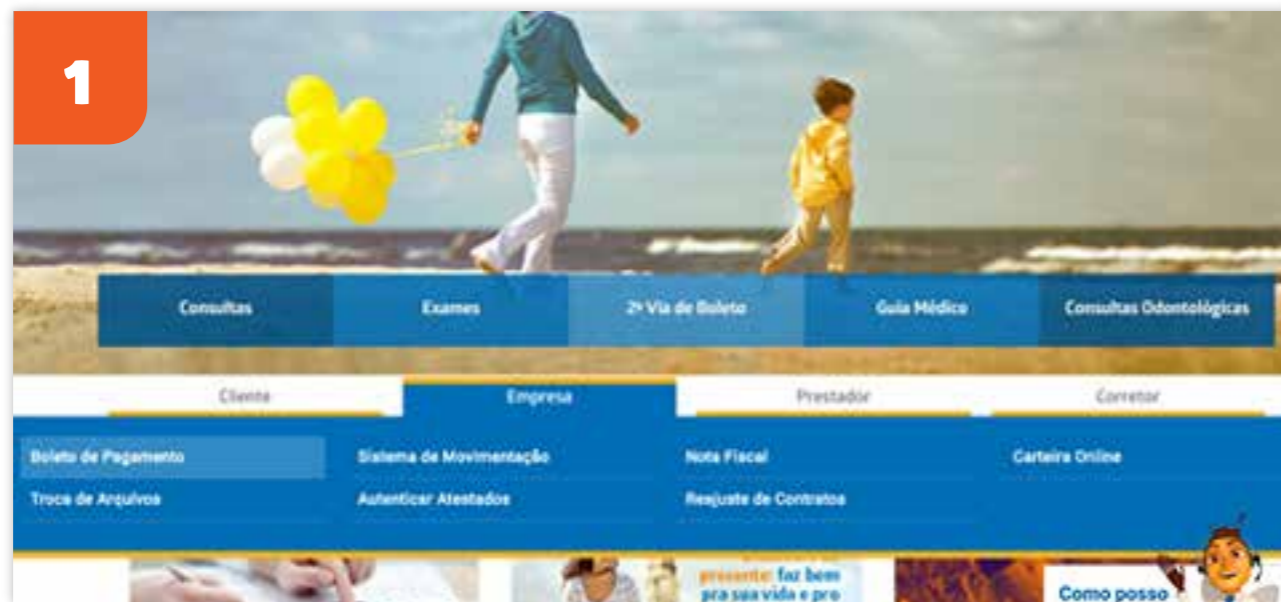 1
Consultas Exames 2ª Via de Boleto Guia Médico Consultas Odontológicas
Cliente Empresa Prestador Corretor
Boleto de Pagamento Sistema de Movimentação Nota Fiscal Carteira Online
Troca de Arquivos Autenticar Atestados Reajuste de Contratos
presente: faz bem
pra sua vida e pro
Como posso